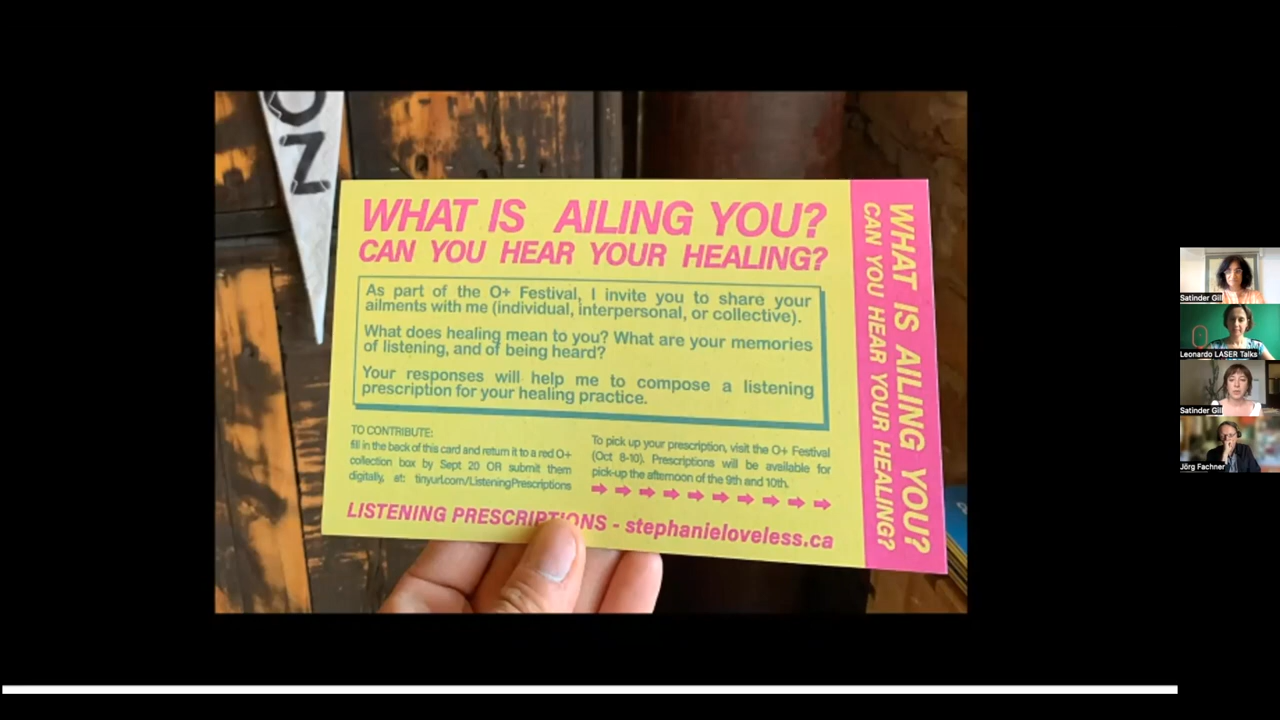 ON
WHAT IS AILING YOU?
CAN YOU HEAR YOUR HEALING?
As part of the O+ Festival, I invite you to share your
ailments with me (individual, interpersonal, or collective).
What does healing mean to you? What are your memories
of listening, and of being heard?
Your responses will help me to compose a listening
prescription for your healing practice.
TO CONTRIBUTE:
fill in the back of this card and return it to a red O+
collection box by Sept 20 OR submit them
digitally, at: tinyurl.com/ListeningPrescriptions
To pick up your prescription, visit the O+ Festival
(Oct 8-10). Prescriptions will be available for
pick-up the afternoon of the 9th and 10th.
LISTENING PRESCRIPTIONS - stephanieloveless.ca
WHAT IS AILING YOU?
CAN YOU HEAR YOUR HEALING?
Satinder Gill
Leonardo LASER Talks
Satinder Gill
Jörg Fachner